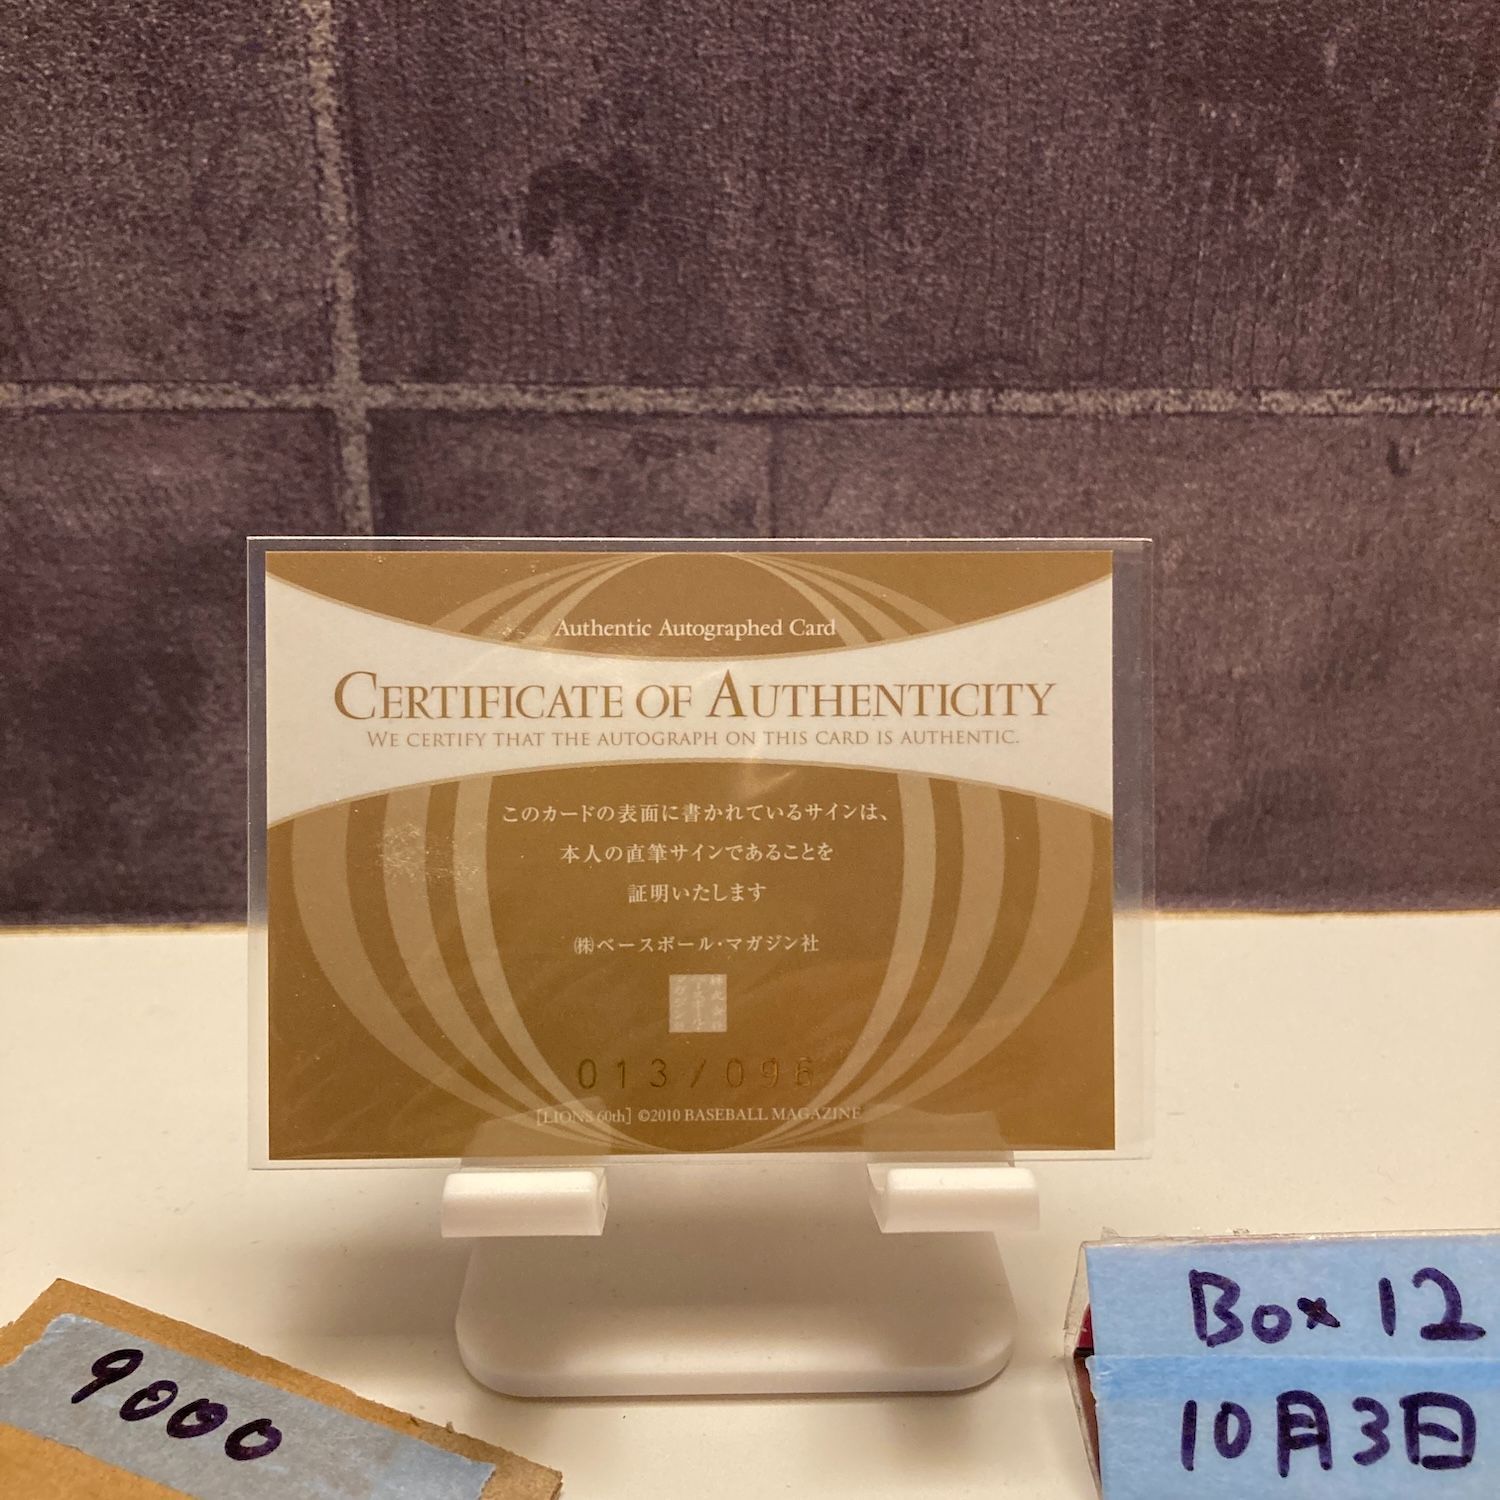 Authentic Autographed Card
CERTIFICATE OF AUTHENTICITY
WE CERTIFY THAT THE AUTOGRAPH ON THIS CARD IS AUTHENTIC.
このカードの表面に書かれているサインは、
本人の直筆サインであることを
証明いたします
㈱ベースボール・マガジン社
013/096
[LIONS 60th] ©2010 BASEBALL MAGAZINE
9000
Box 12
10月3日